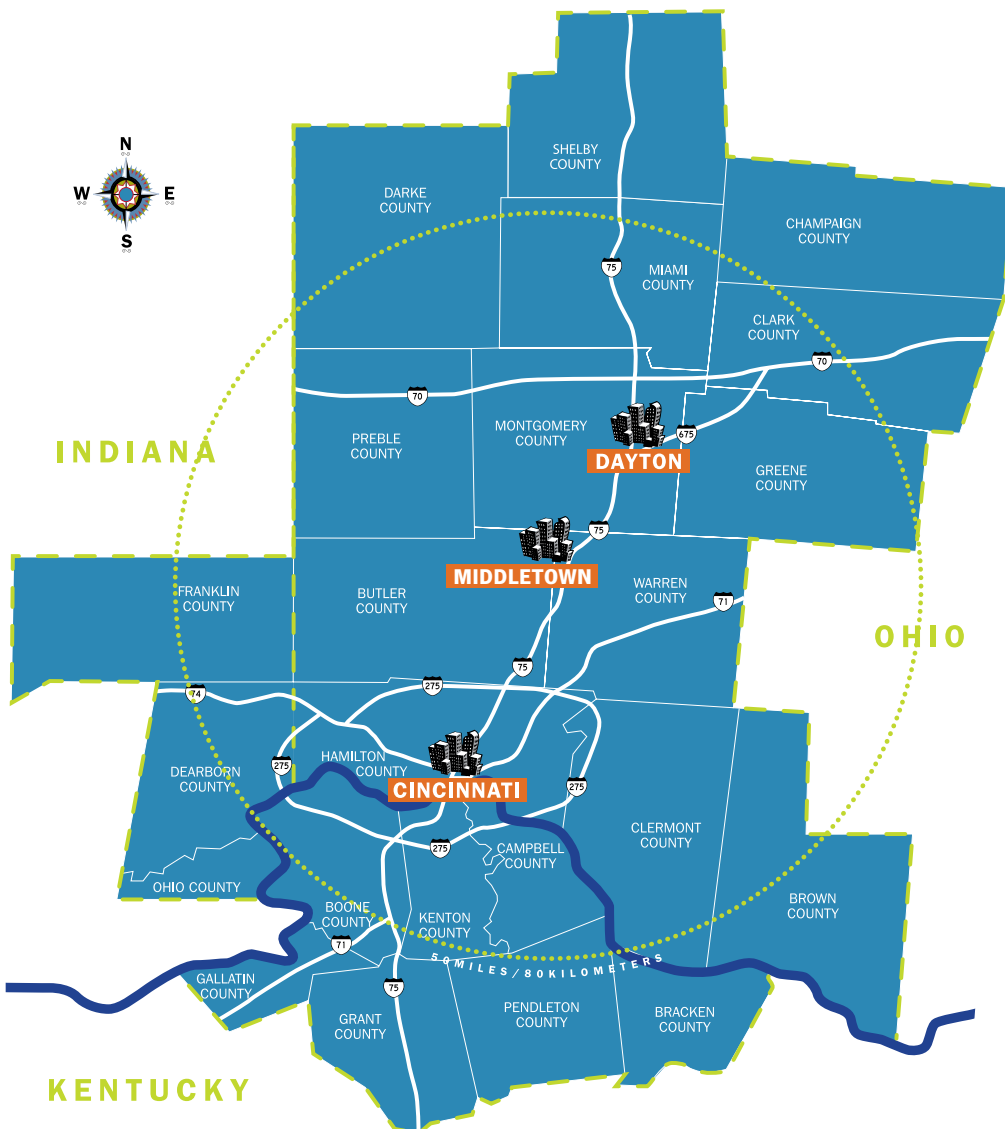 N
W
E
S
SHELBY
COUNTY
DARKE
COUNTY
CHAMPAIGN
COUNTY
75
MIAMI
COUNTY
CLARK
COUNTY
70
70
MONTGOMERY
COUNTY
675
PREBLE
COUNTY
INDIANA
DAYTON
GREENE
COUNTY
75
MIDDLETOWN
FRANKLIN
COUNTY
BUTLER
COUNTY
WARREN
COUNTY
71
OHIO
75
275
74
HAMILTON
COUNTY
275
DEARBORN
COUNTY
CINCINNATI
275
275
CAMPBELL
COUNTY
CLERMONT
COUNTY
OHIO COUNTY
BROWN
COUNTY
BOONE
COUNTY
KENTON
COUNTY
71
50 MILES / 80 KILOMETERS
GALLATIN
COUNTY
75
PENDLETON
COUNTY
BRACKEN
COUNTY
GRANT
COUNTY
KENTUCKY